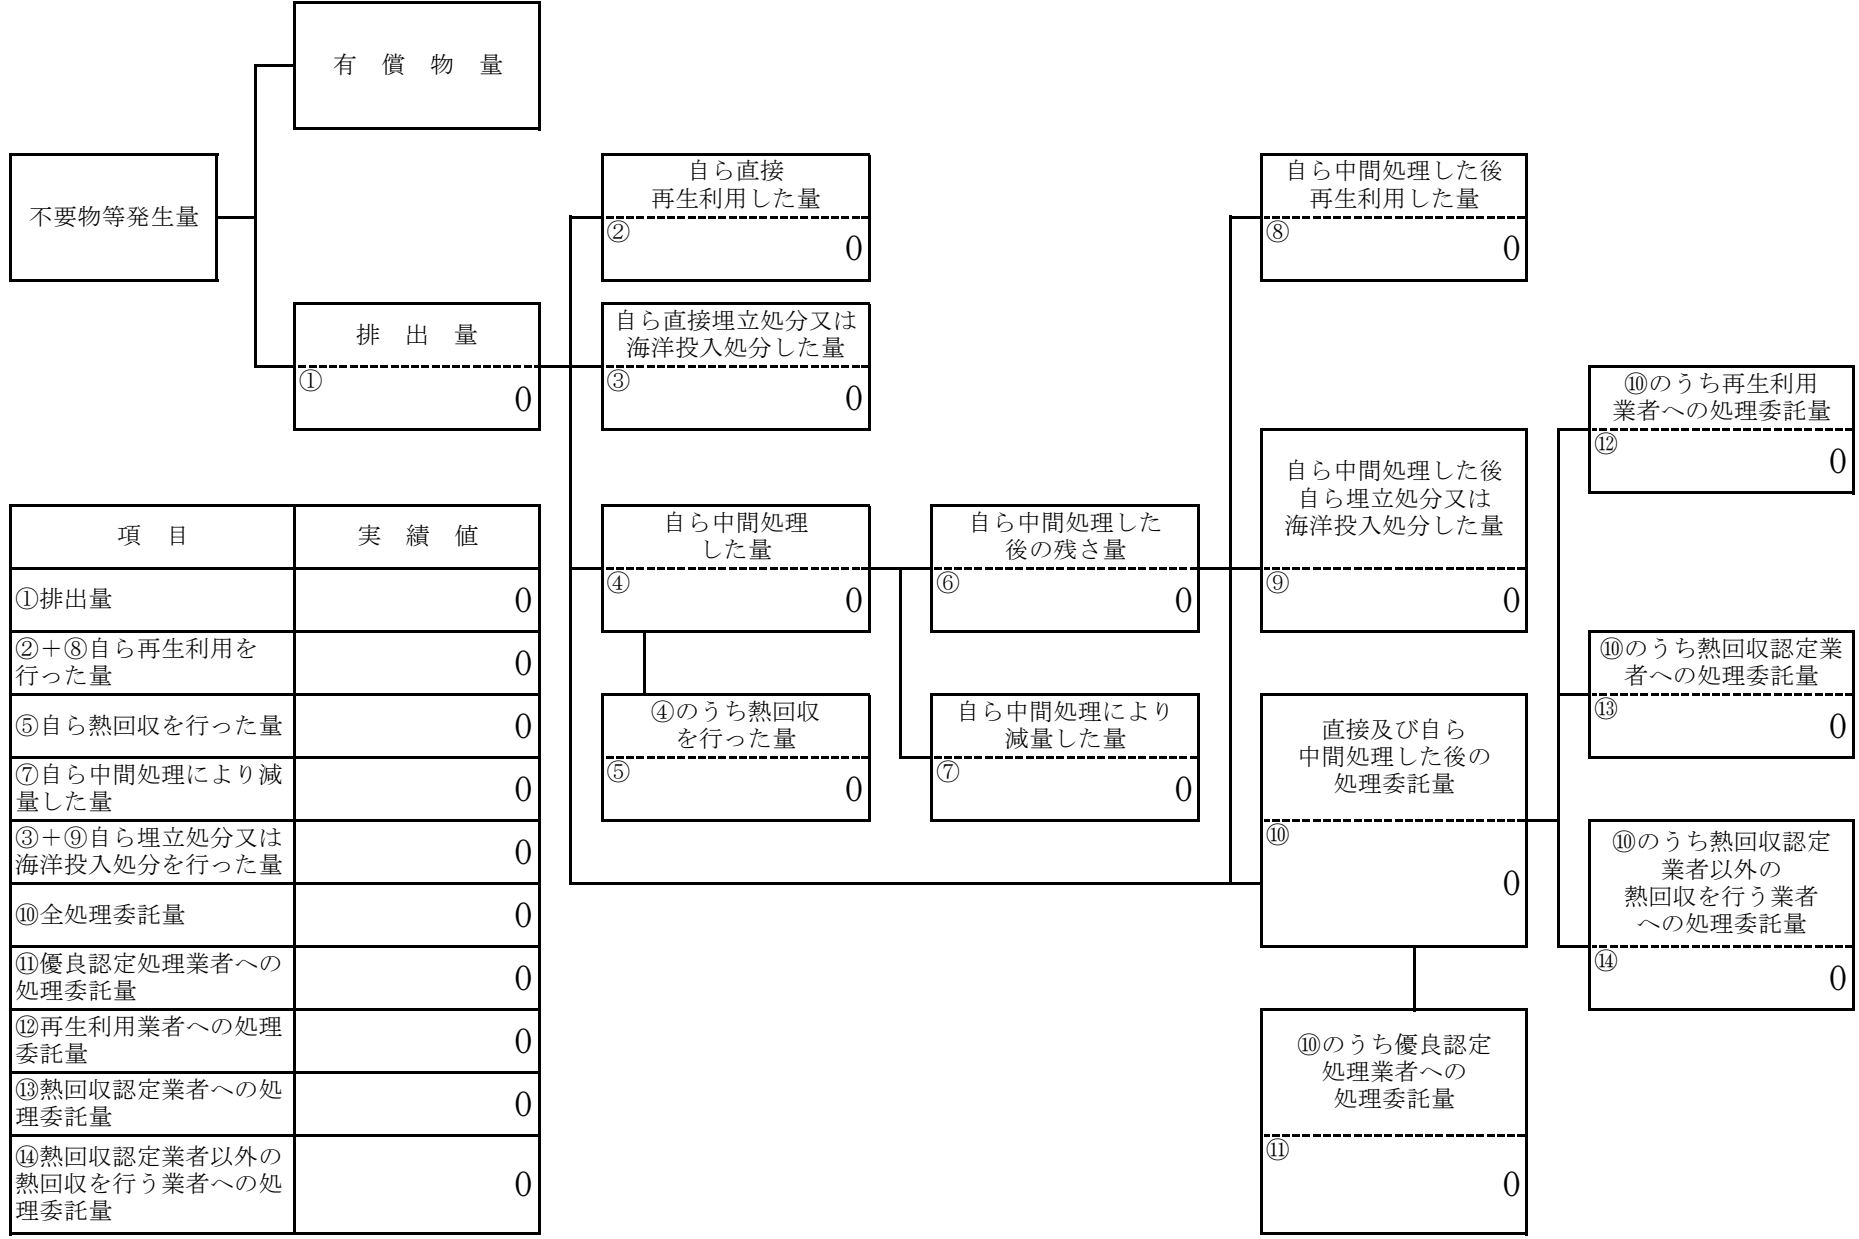 有　償　物　量
不要物等発生量
排　出　量
①
0
自ら直接
再生利用した量
②
0
自ら直接埋立処分又は
海洋投入処分した量
③
0
自ら中間処理
した量
④
0
④のうち熱回収
を行った量
⑤
0
自ら中間処理した
後の残さ量
⑥
0
自ら中間処理により
減量した量
⑦
0
自ら中間処理した後
再生利用した量
⑧
0
自ら中間処理した後
自ら埋立処分又は
海洋投入処分した量
⑨
0
直接及び自ら
中間処理した後の
処理委託量
⑩
0
⑩のうち優良認定
処理業者への
処理委託量
⑪
0
⑩のうち再生利用
業者への処理委託量
⑫
0
⑩のうち熱回収認定業
者への処理委託量
⑬
0
⑩のうち熱回収認定
業者以外の
熱回収を行う業者
への処理委託量
⑭
0
項　目　実　績　値
①排出量　0
②＋⑧自ら再生利用を
行った量　0
⑤自ら熱回収を行った量　0
⑦自ら中間処理により減
量した量　0
③＋⑨自ら埋立処分又は
海洋投入処分を行った量　0
⑩全処理委託量　0
⑪優良認定処理業者への
処理委託量　0
⑫再生利用業者への処理
委託量　0
⑬熱回収認定業者への処
理委託量　0
⑭熱回収認定業者以外の
熱回収を行う業者への処　0
理委託量